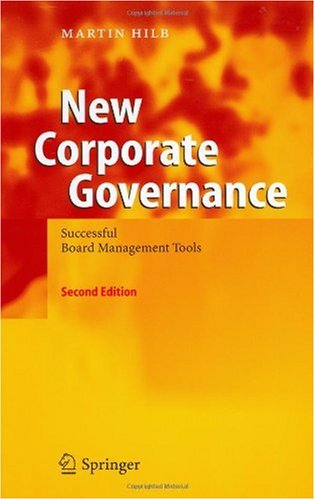 MARTIN HILB
New
Corporate
Governance
Successful
Board Management Tools
Second Edition
Springer